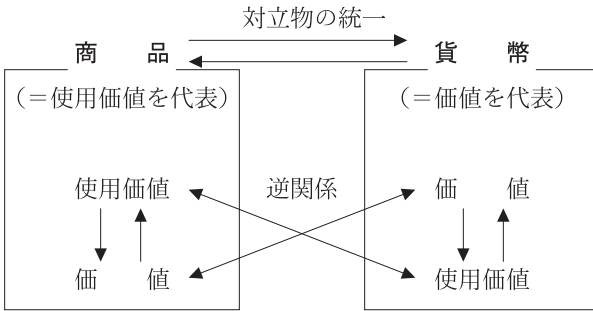 対立物の統一
商　品
貨　幣
（＝使用価値を代表）
（＝価値を代表）
使用価値
逆関係
価　値
価　値
使用価値